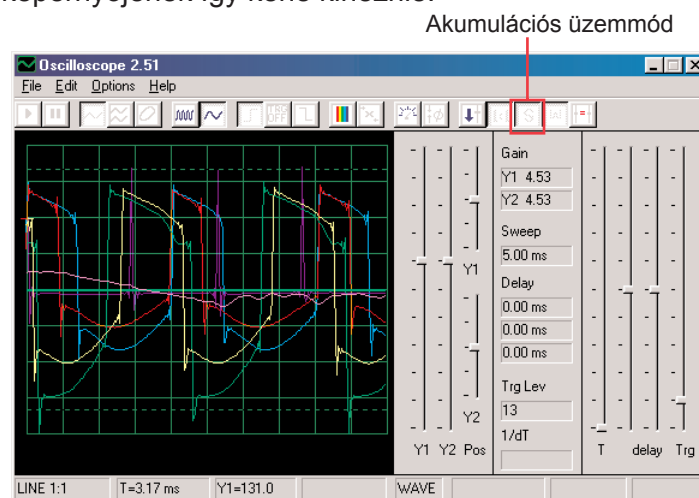 Akumulációs üzemmód
Oscilloscope 2.51
File Edit Options Help
TRG OFF
Gain
Y1 4.53
Y2 4.53
Sweep
5.00 ms
Delay
0.00 ms
0.00 ms
0.00 ms
Trg Lev
13
1/dT
Y1
Y2
Y1 Y2 Pos
T delay Trg
LINE 1:1 T=3.17 ms Y1=131.0 WAVE